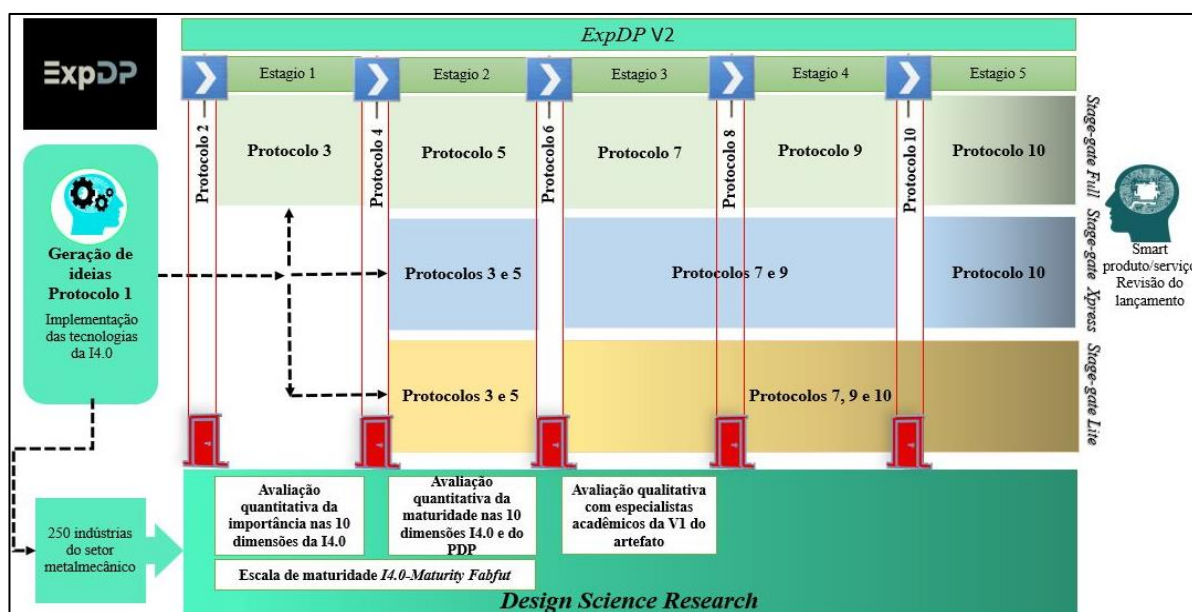 ExpDP
ExpDP V2
Estagio 1
Estagio 2
Estagio 3
Estagio 4
Estagio 5
Protocolo 2
Protocolo 3
Protocolo 4
Protocolo 5
Protocolo 6
Protocolo 7
Protocolo 8
Protocolo 9
Protocolo 10
Protocolo 10
Stage-gate Full
Geração de
ideias
Protocolo 1
Implementação
das tecnologias
da I4.0
Protocolos 3 e 5
Protocolos 7 e 9
Protocolo 10
Stage-gate Xpress
Smart
produto/serviço
Revisão do
lançamento
Protocolos 3 e 5
Protocolos 7, 9 e 10
Stage-gate Lite
250 indústrias
do setor
metalmecânico
Avaliação
quantitativa da
importância nas 10
dimensões da I4.0
Avaliação
quantitativa da
maturidade nas 10
dimensões I4.0 e do
PDP
Avaliação qualitativa
com especialistas
acadêmicos da V1 do
artefato
Escala de maturidade I4.0-Maturity Fabfut
Design Science Research